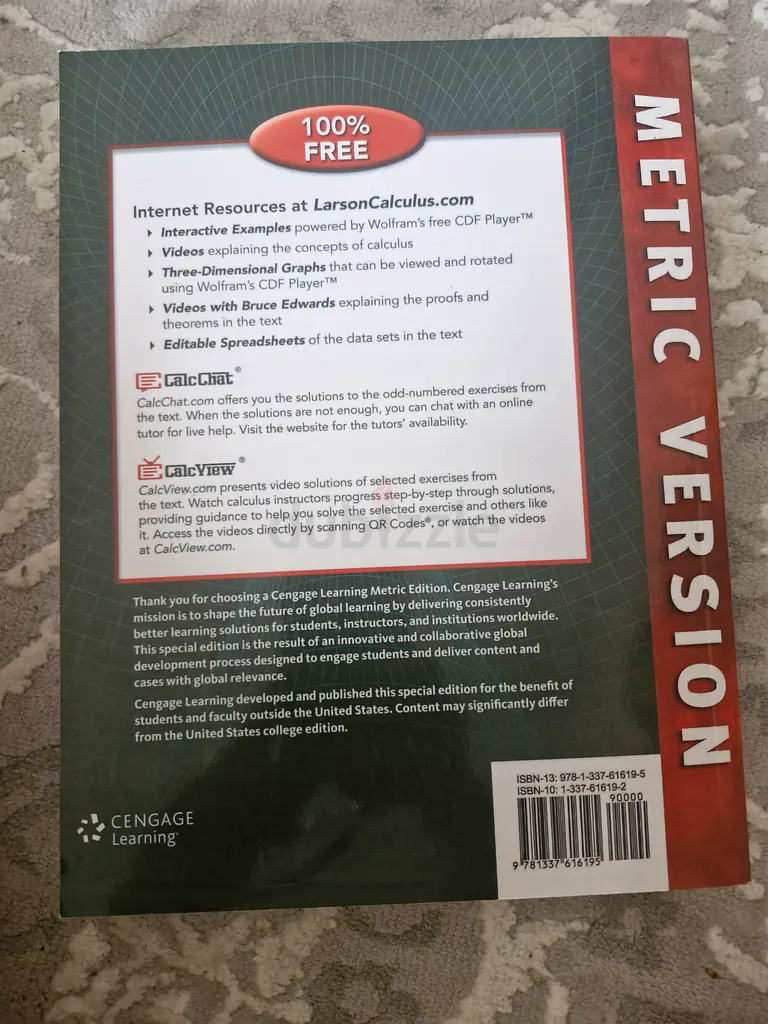 100%
FREE
Internet Resources at LarsonCalculus.com
Interactive Examples powered by Wolfram's free CDF Player™
Videos explaining the concepts of calculus
Three-Dimensional Graphs that can be viewed and rotated
using Wolfram's CDF Player™
Videos with Bruce Edwards explaining the proofs and
theorems in the text
Editable Spreadsheets of the data sets in the text
CalcChat®
CalcChat.com offers you the solutions to the odd-numbered exercises from
the text. When the solutions are not enough, you can chat with an online
tutor for live help. Visit the website for the tutors' availability.
CalcView®
CalcView.com presents video solutions of selected exercises from
the text. Watch calculus instructors progress step-by-step through solutions,
providing guidance to help you solve the selected exercise and others like
it. Access the videos directly by scanning QR Codes®, or watch the videos
at CalcView.com.
dubizzle
Thank you for choosing a Cengage Learning Metric Edition. Cengage Learning's
mission is to shape the future of global learning by delivering consistently
better learning solutions for students, instructors, and institutions worldwide.
This special edition is the result of an innovative and collaborative global
development process designed to engage students and deliver content and
cases with global relevance.
Cengage Learning developed and published this special edition for the benefit of
students and faculty outside the United States. Content may significantly differ
from the United States college edition.
CENGAGE
Learning
ISBN-13: 978-1-337-61619-5
ISBN-10: 1-337-61619-2
90000
9 781337 616195
METRIC VERSION